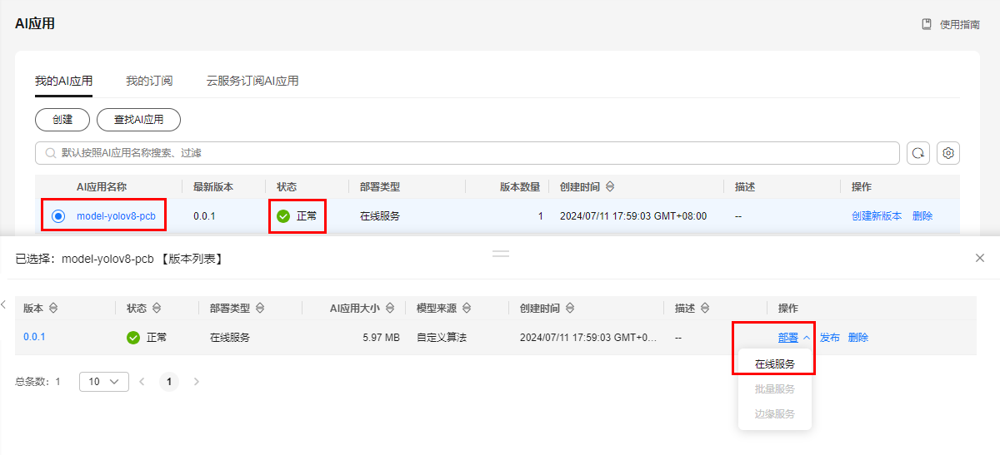 AI应用
使用指南
我的AI应用 我的订阅 云服务订阅AI应用
创建 查找AI应用
默认按照AI应用名称搜索、过滤
AI应用名称 最新版本 状态 部署类型 版本数量 创建时间 描述 操作
model-yolov8-pcb 0.0.1 正常 在线服务 1 2024/07/11 17:59:03 GMT+08:00 -- 创建新版本 删除
已选择：model-yolov8-pcb 【版本列表】
版本 状态 部署类型 AI应用大小 模型来源 创建时间 描述 操作
0.0.1 正常 在线服务 5.97 MB 自定义算法 2024/07/11 17:59:03 GMT+0... -- 部署 发布 删除
在线服务
批量服务
边缘服务
总条数：1 10 1